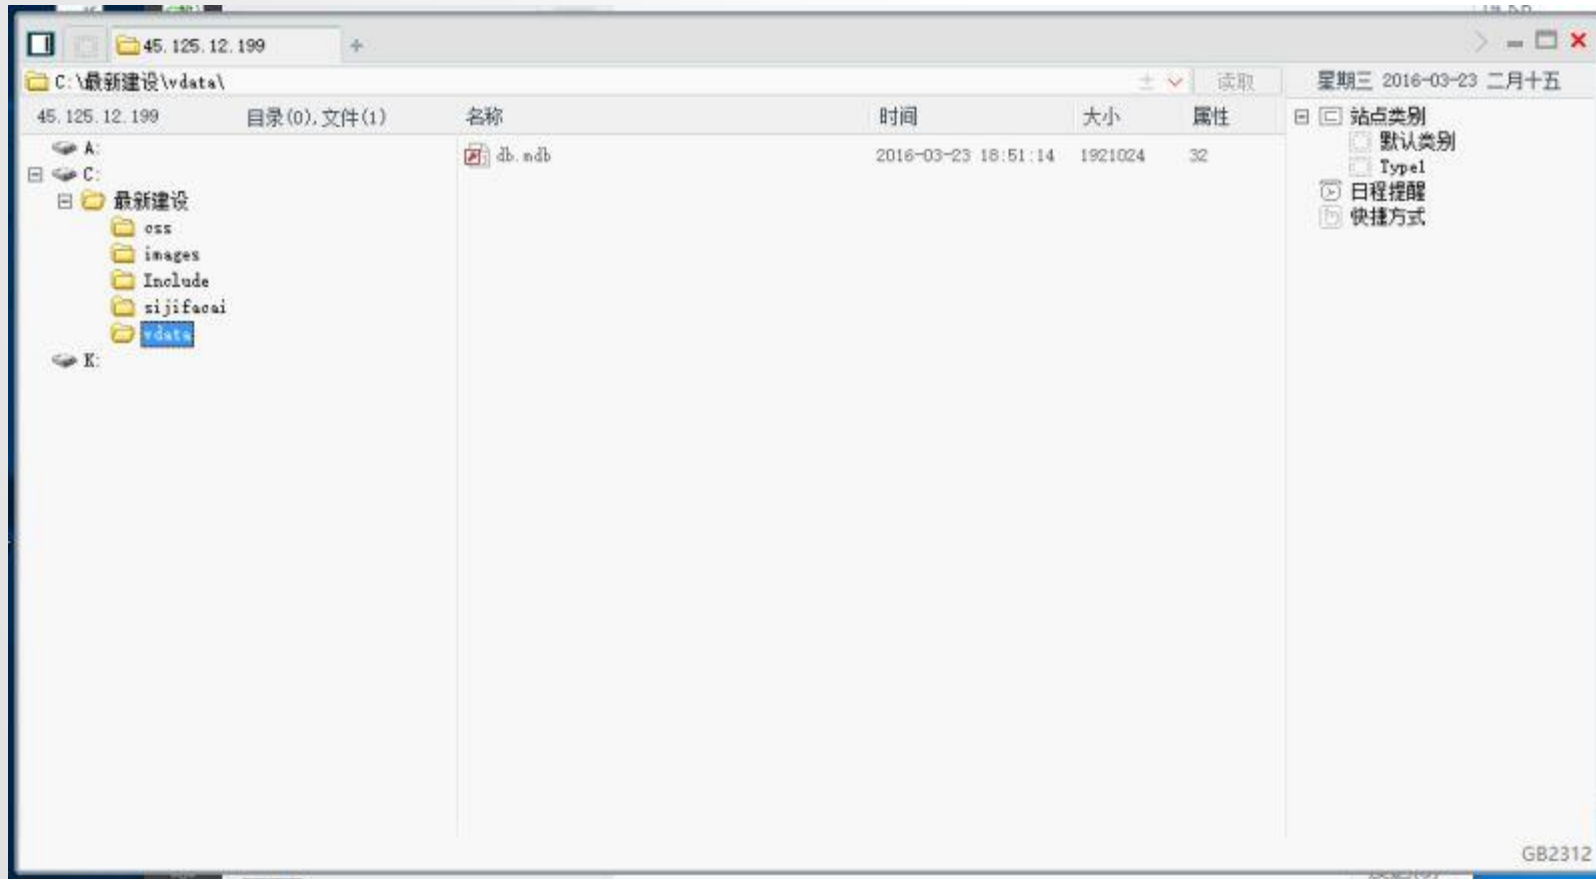 45.125.12.199 +
C:\最新建设\vdata\ 读取 星期三 2016-03-23 二月十五
45.125.12.199 目录(0),文件(1) 名称 时间 大小 属性
A:
C:
最新建设
css
images
Include
sijifacai
vdata
K:
db.mdb 2016-03-23 18:51:14 1921024 32
站点类别
默认类别
Type1
日程提醒
快捷方式
GB2312